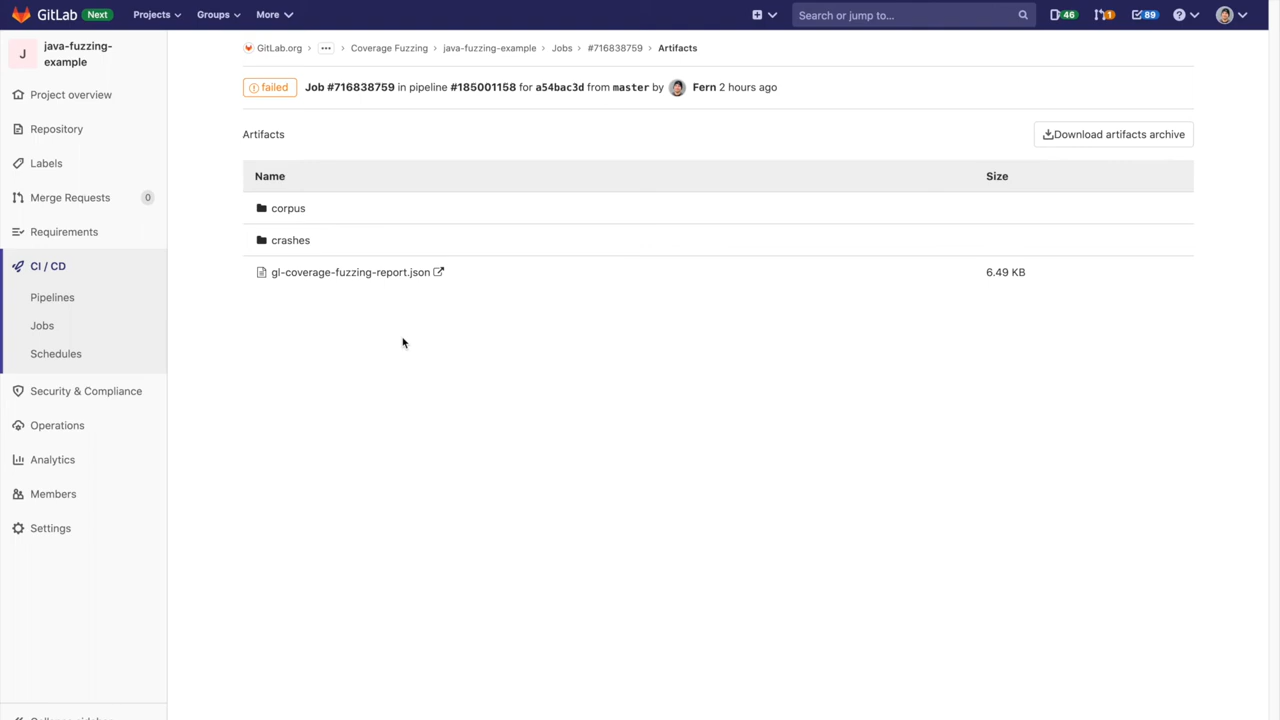 GitLab Next Projects Groups More Search or jump to... 46 1 89
J java-fuzzing-example
Project overview
Repository
Labels
Merge Requests 0
Requirements
CI / CD
Pipelines
Jobs
Schedules
Security & Compliance
Operations
Analytics
Members
Settings
Collapse sidebar
GitLab.org › ... › Coverage Fuzzing › java-fuzzing-example › Jobs › #716838759 › Artifacts
failed Job #716838759 in pipeline #185001158 for a54bac3d from master by Fern 2 hours ago
Artifacts Download artifacts archive
Name Size
corpus
crashes
gl-coverage-fuzzing-report.json 6.49 KB